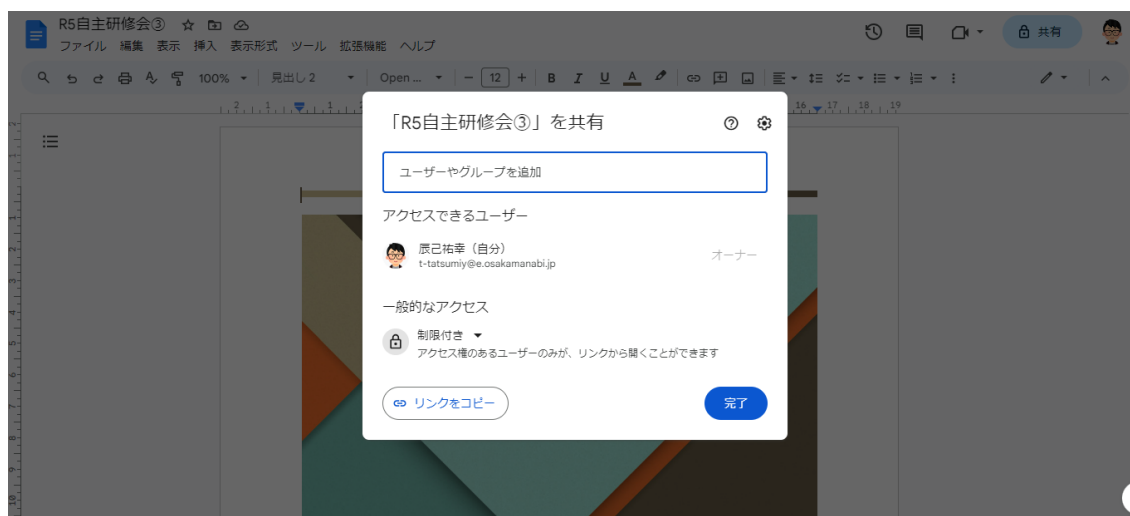 R5自主研修会③
ファイル 編集 表示 挿入 表示形式 ツール 拡張機能 ヘルプ
共有
100% 見出し 2 Open ... 12 B I U A
2 1 1 16 17 18 19
「R5自主研修会③」を共有
ユーザーやグループを追加
アクセスできるユーザー
辰己祐幸（自分）
t-tatsumiy@e.osakamanabi.jp
オーナー
一般的なアクセス
制限付き
アクセス権のあるユーザーのみが、リンクから開くことができます
リンクをコピー
完了